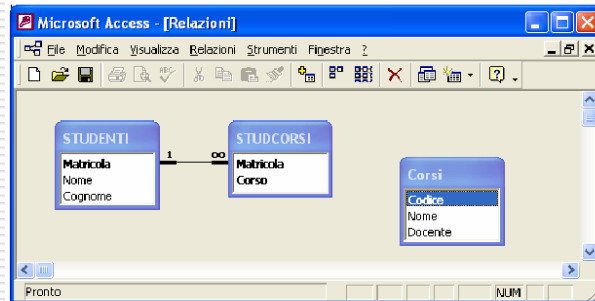 Microsoft Access - [Relazioni]
File Modifica Visualizza Relazioni Strumenti Finestra ?
STUDENTI
Matricola
Nome
Cognome
1 ∞
STUDCORSI
Matricola
Corso
Corsi
Codice
Nome
Docente
Pronto NUM